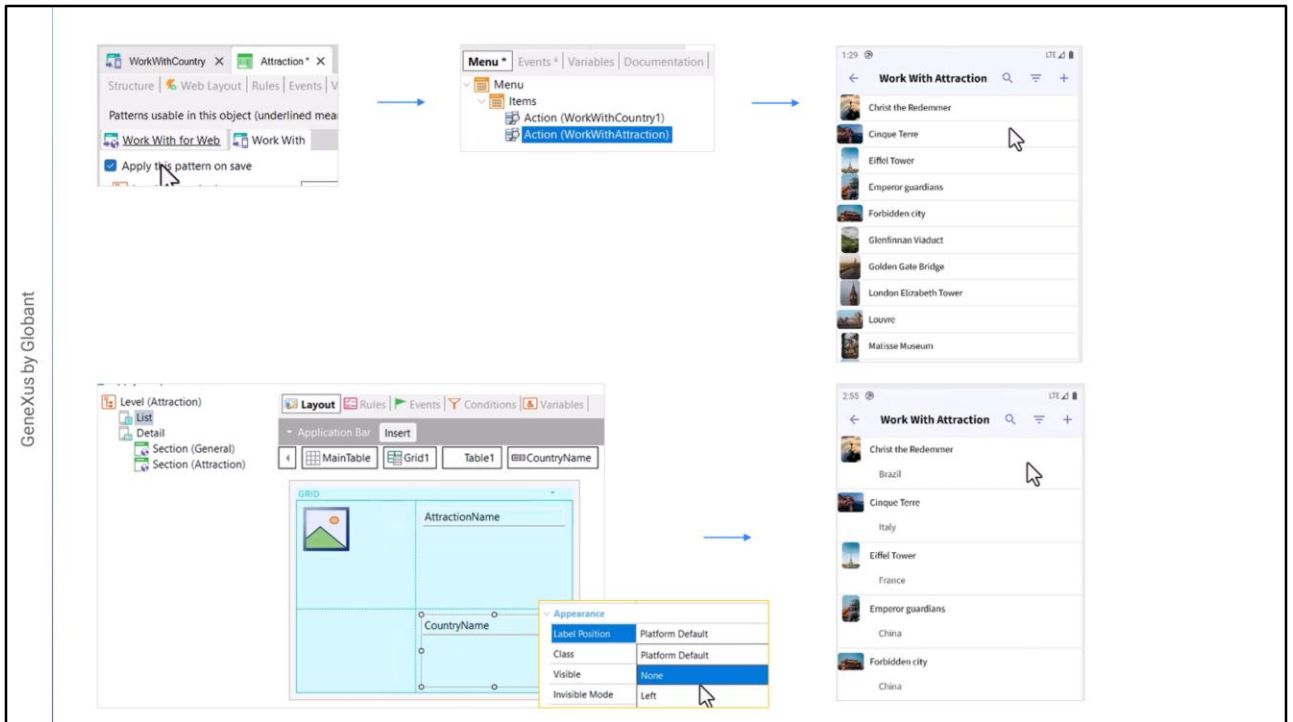 GeneXus by Globant
WorkWithCountry X Attraction* X
Structure Web Layout Rules Events V
Patterns usable in this object (underlined mea
Work With for Web Work With
Apply this pattern on save
Menu * Events * Variables Documentation
Menu
Items
Action (WorkWithCountry1)
Action (WorkWithAttraction)
1:29 LTE
Work With Attraction
Christ the Redemmer
Cinque Terre
Eiffel Tower
Emperor guardians
Forbidden city
Glenfinnan Viaduct
Golden Gate Bridge
London Elizabeth Tower
Louvre
Matisse Museum
Level (Attraction)
List
Detail
Section (General)
Section (Attraction)
Layout Rules Events Conditions Variables
Application Bar Insert
MainTable Grid1 Table1 CountryName
GRID
AttractionName
CountryName
Appearance
Label Position Platform Default
Class Platform Default
Visible None
Invisible Mode Left
2:55 LTE
Work With Attraction
Christ the Redemmer
Brazil
Cinque Terre
Italy
Eiffel Tower
France
Emperor guardians
China
Forbidden city
China